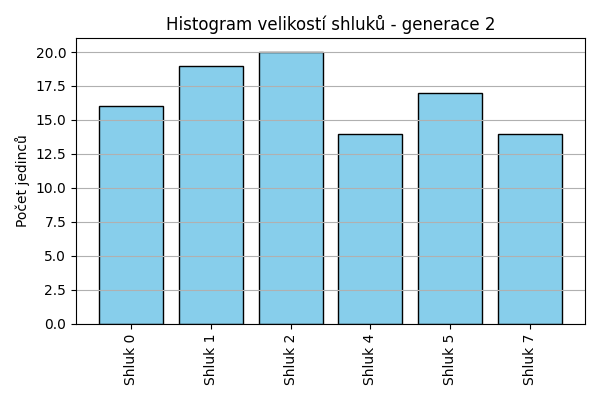 Histogram velikostí shluků - generace 2
Počet jedinců
20.0
17.5
15.0
12.5
10.0
7.5
5.0
2.5
0.0
Shluk 0
Shluk 1
Shluk 2
Shluk 4
Shluk 5
Shluk 7